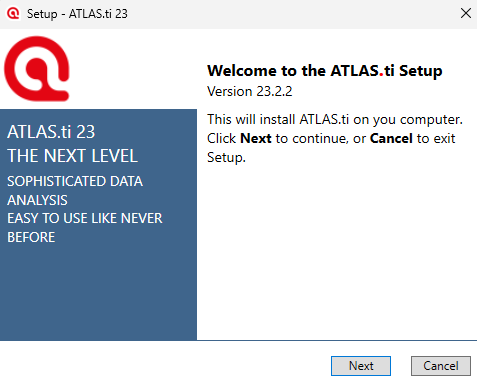 Setup - ATLAS.ti 23
Welcome to the ATLAS.ti Setup
Version 23.2.2
This will install ATLAS.ti on you computer.
Click Next to continue, or Cancel to exit
Setup.
ATLAS.ti 23
THE NEXT LEVEL
SOPHISTICATED DATA
ANALYSIS
EASY TO USE LIKE NEVER
BEFORE
Next
Cancel